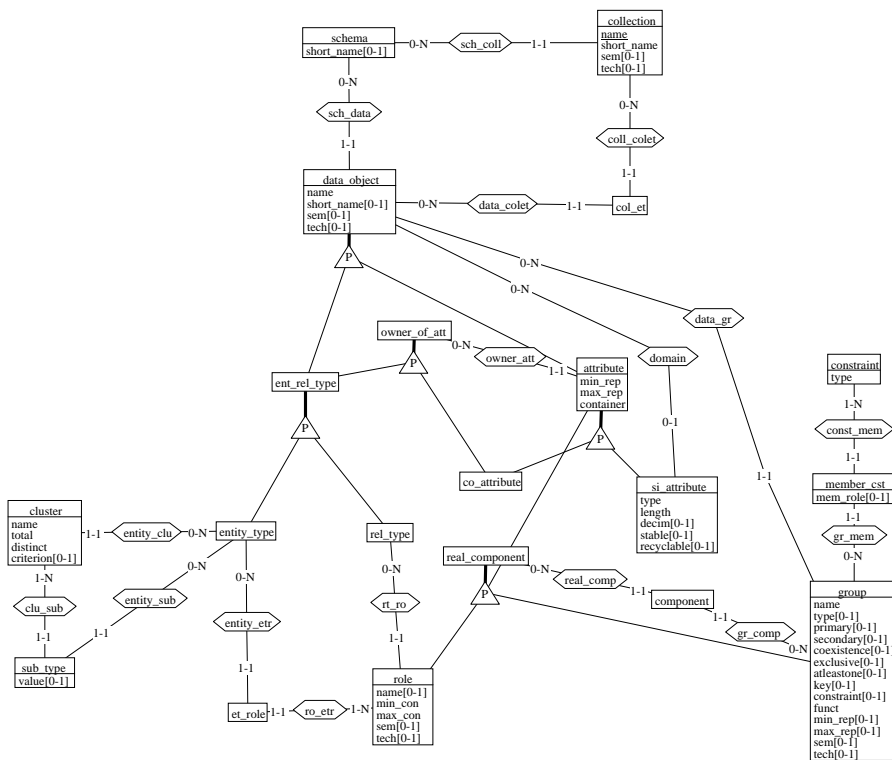 schema
short_name[0-1]
0-N
sch_coll
1-1
collection
name
short_name
sem[0-1]
tech[0-1]
0-N
sch_data
1-1
0-N
coll_colet
1-1
data_object
name
short_name[0-1]
sem[0-1]
tech[0-1]
0-N
data_colet
1-1
col_et
P
0-N
0-N
data_gr
owner_of_att
0-N
owner_att
1-1
domain
P
ent_rel_type
attribute
min_rep
max_rep
container
constraint
type
1-N
const_mem
1-1
0-1
1-1
P
P
co_attribute
si_attribute
type
length
decim[0-1]
stable[0-1]
recyclable[0-1]
member_cst
mem_role[0-1]
1-1
gr_mem
0-N
cluster
name
total
distinct
criterion[0-1]
1-1
entity_clu
0-N
entity_type
rel_type
real_component
0-N
real_comp
1-1
component
1-1
gr_comp
0-N
P
1-N
clu_sub
1-1
0-N
entity_sub
1-1
0-N
entity_etr
1-1
0-N
rt_ro
1-1
sub_type
value[0-1]
et_role
1-1
ro_etr
1-N
role
name[0-1]
min_con
max_con
sem[0-1]
tech[0-1]
group
name
type[0-1]
primary[0-1]
secondary[0-1]
coexistence[0-1]
exclusive[0-1]
atleastone[0-1]
key[0-1]
constraint[0-1]
funct
min_rep[0-1]
max_rep[0-1]
sem[0-1]
tech[0-1]